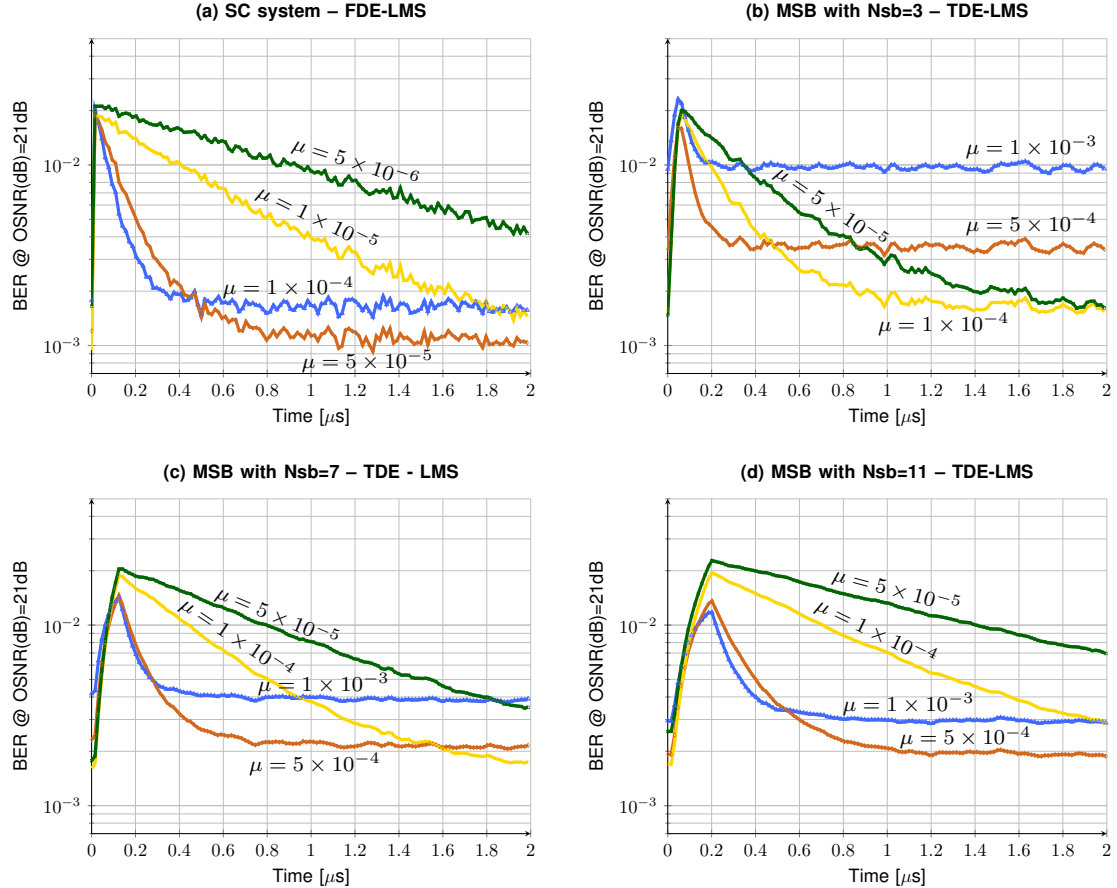 (a) SC system – FDE-LMS
BER @ OSNR(dB)=21dB
10⁻²
10⁻³
μ = 5 × 10⁻⁶
μ = 1 × 10⁻⁵
μ = 1 × 10⁻⁴
μ = 5 × 10⁻⁵
0 0.2 0.4 0.6 0.8 1 1.2 1.4 1.6 1.8 2
Time [μs]
(b) MSB with Nsb=3 – TDE-LMS
BER @ OSNR(dB)=21dB
10⁻²
10⁻³
μ = 1 × 10⁻³
μ = 5 × 10⁻⁵
μ = 5 × 10⁻⁴
μ = 1 × 10⁻⁴
0 0.2 0.4 0.6 0.8 1 1.2 1.4 1.6 1.8 2
Time [μs]
(c) MSB with Nsb=7 – TDE - LMS
BER @ OSNR(dB)=21dB
10⁻²
10⁻³
μ = 5 × 10⁻⁵
μ = 1 × 10⁻⁴
μ = 1 × 10⁻³
μ = 5 × 10⁻⁴
0 0.2 0.4 0.6 0.8 1 1.2 1.4 1.6 1.8 2
Time [μs]
(d) MSB with Nsb=11 – TDE-LMS
BER @ OSNR(dB)=21dB
10⁻²
10⁻³
μ = 5 × 10⁻⁵
μ = 1 × 10⁻⁴
μ = 1 × 10⁻³
μ = 5 × 10⁻⁴
0 0.2 0.4 0.6 0.8 1 1.2 1.4 1.6 1.8 2
Time [μs]